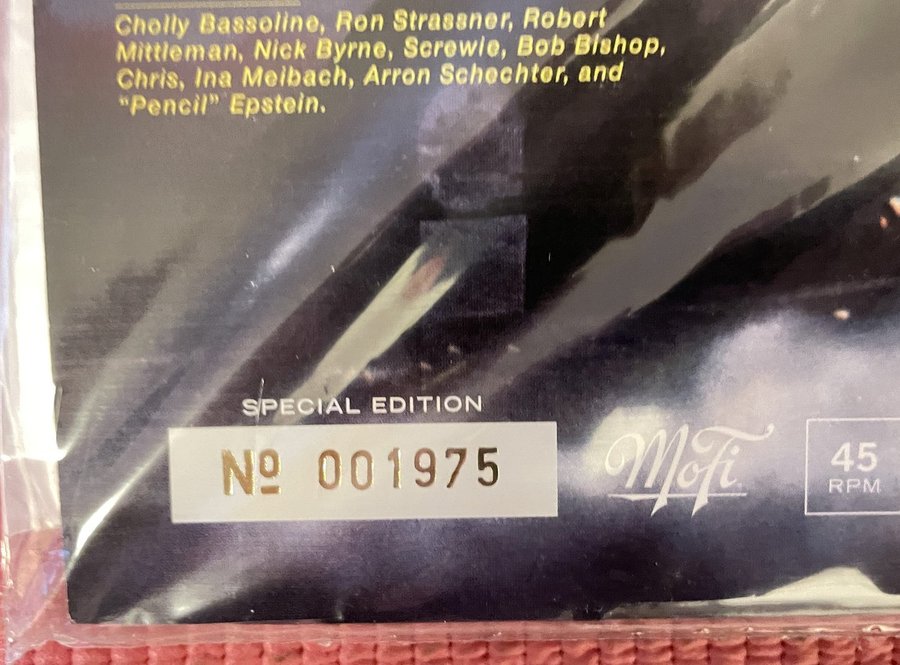 Cholly Bassoline, Ron Strassner, Robert
Mittleman, Nick Byrne, Screwie, Bob Bishop,
Chris, Ina Meibach, Arron Schechter, and
“Pencil” Epstein.
SPECIAL EDITION
Nº 001975
MoFi
45
RPM